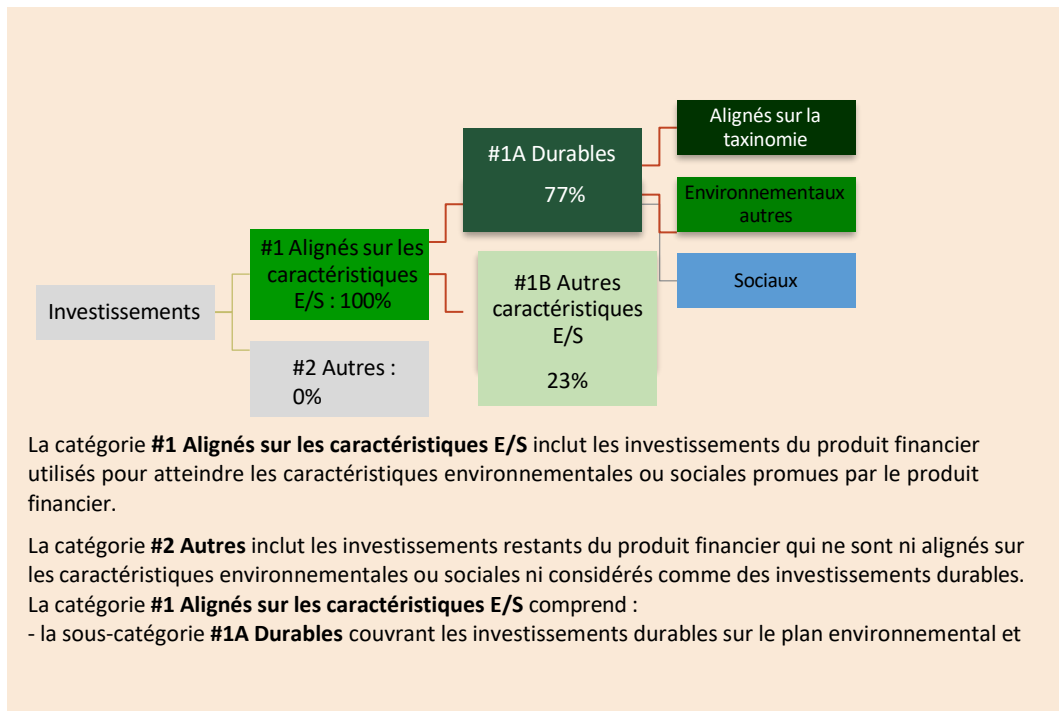 Alignés sur la
taxinomie
#1A Durables
77%
Environnementaux
autres
#1 Alignés sur les
caractéristiques
E/S : 100%
Sociaux
#1B Autres
caractéristiques
E/S
23%
Investissements
#2 Autres :
0%
La catégorie #1 Alignés sur les caractéristiques E/S inclut les investissements du produit financier
utilisés pour atteindre les caractéristiques environnementales ou sociales promues par le produit
financier.
La catégorie #2 Autres inclut les investissements restants du produit financier qui ne sont ni alignés sur
les caractéristiques environnementales ou sociales ni considérés comme des investissements durables.
La catégorie #1 Alignés sur les caractéristiques E/S comprend :
- la sous-catégorie #1A Durables couvrant les investissements durables sur le plan environnemental et